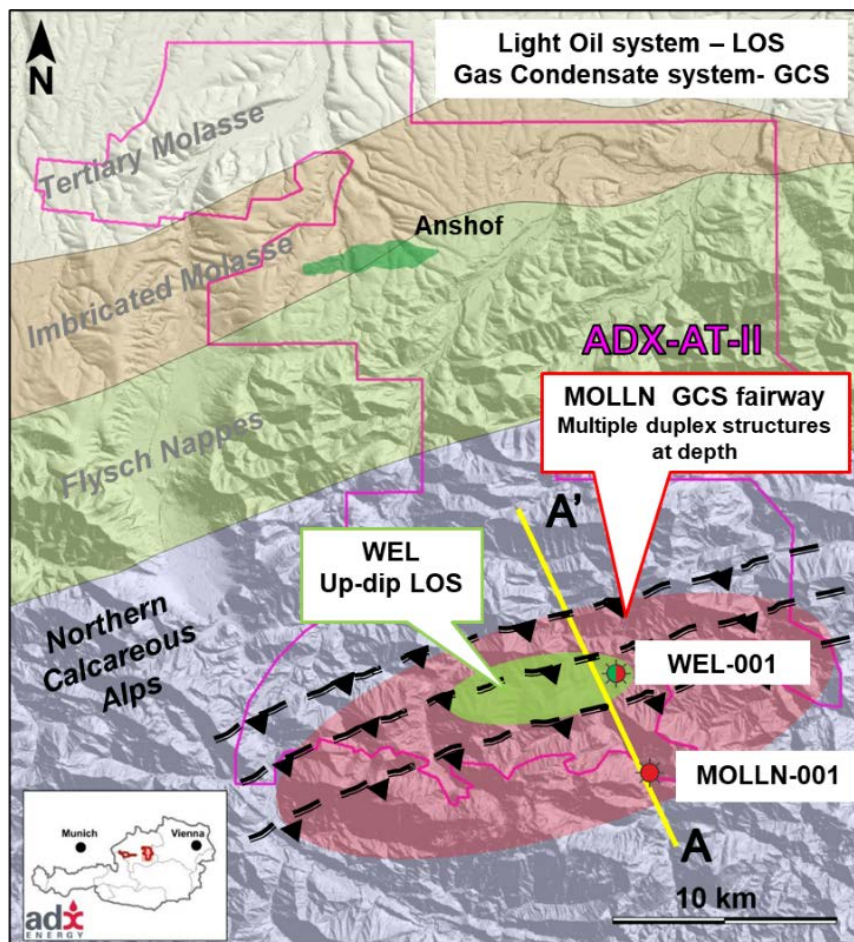 Light Oil system – LOS
Gas Condensate system- GCS
N
Tertiary Molasse
Anshof
Imbricated Molasse
ADX-AT-II
MOLLN GCS fairway
Multiple duplex structures
at depth
Flysch Nappes
A'
WEL
Up-dip LOS
Northern
Calcareous
Alps
WEL-001
MOLLN-001
A
10 km
Munich
Vienna
adx
ENERGY